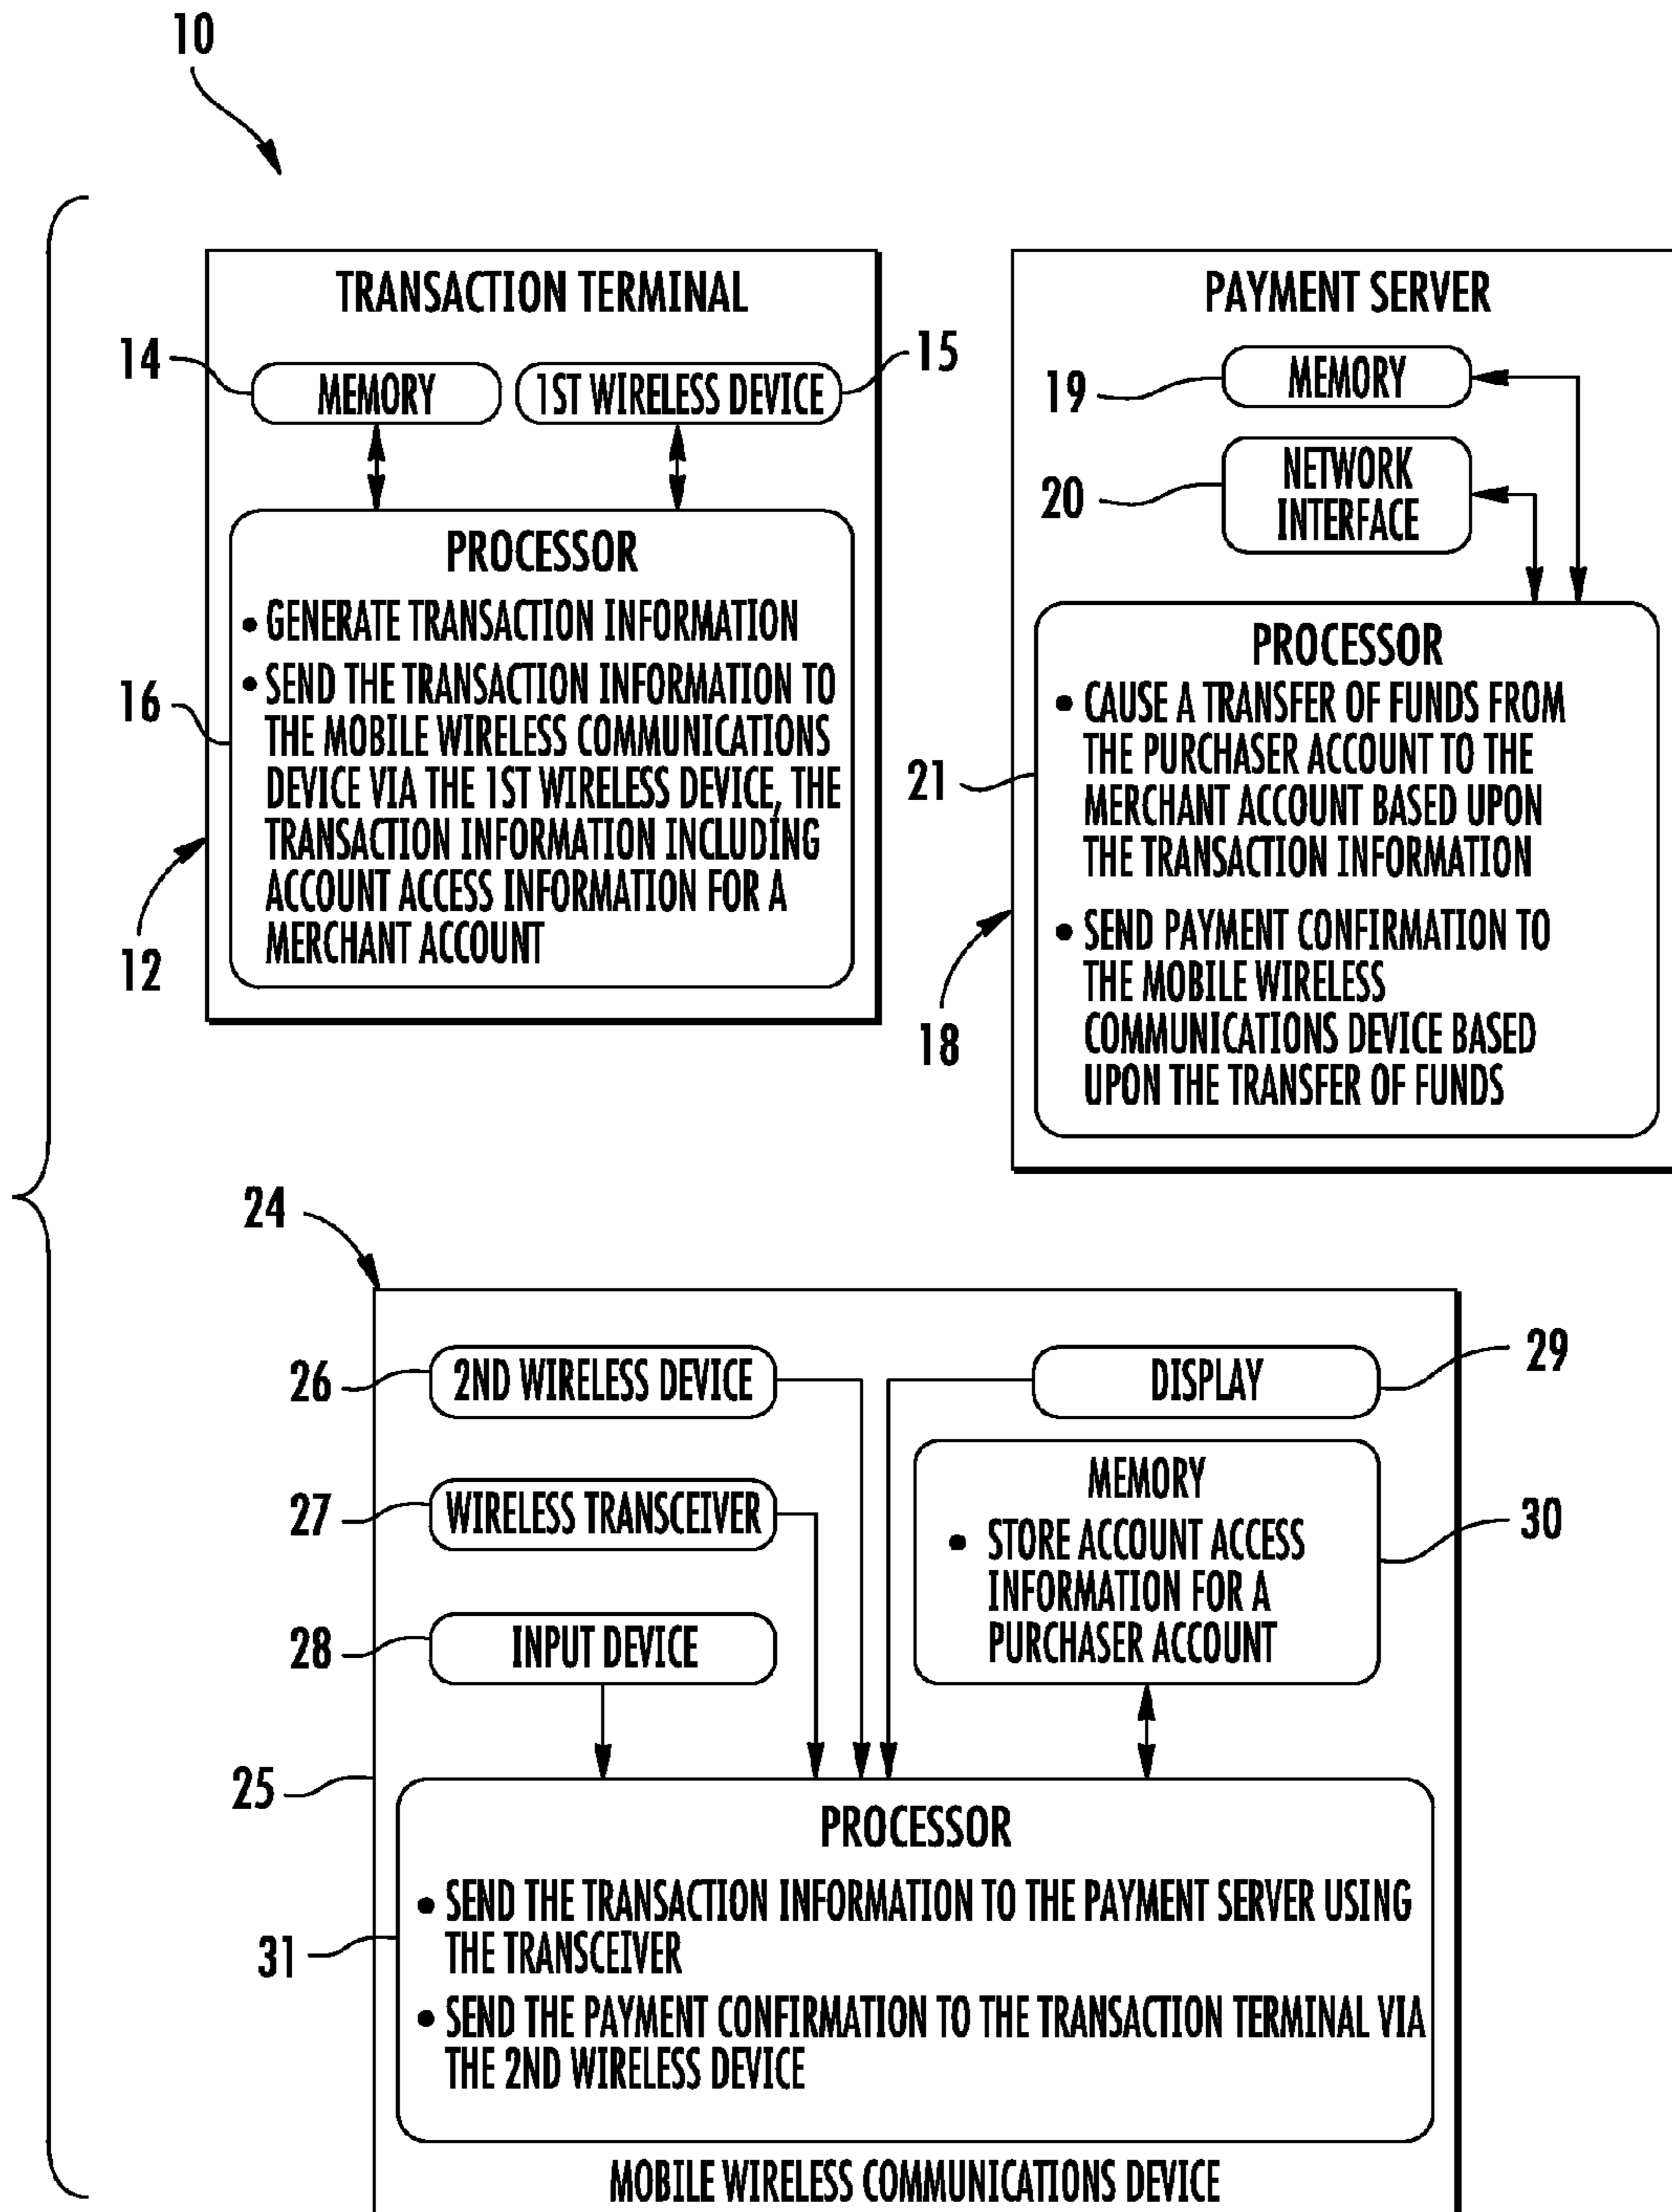 10
TRANSACTION TERMINAL
14
MEMORY
1ST WIRELESS DEVICE
15
PROCESSOR
• GENERATE TRANSACTION INFORMATION
• SEND THE TRANSACTION INFORMATION TO
THE MOBILE WIRELESS COMMUNICATIONS
DEVICE VIA THE 1ST WIRELESS DEVICE, THE
TRANSACTION INFORMATION INCLUDING
ACCOUNT ACCESS INFORMATION FOR A
MERCHANT ACCOUNT
16
12
PAYMENT SERVER
19
MEMORY
20
NETWORK
INTERFACE
PROCESSOR
• CAUSE A TRANSFER OF FUNDS FROM
THE PURCHASER ACCOUNT TO THE
MERCHANT ACCOUNT BASED UPON
THE TRANSACTION INFORMATION
• SEND PAYMENT CONFIRMATION TO
THE MOBILE WIRELESS
COMMUNICATIONS DEVICE BASED
UPON THE TRANSFER OF FUNDS
21
18
24
26
2ND WIRELESS DEVICE
DISPLAY
29
27
WIRELESS TRANSCEIVER
MEMORY
• STORE ACCOUNT ACCESS
INFORMATION FOR A
PURCHASER ACCOUNT
30
28
INPUT DEVICE
25
PROCESSOR
• SEND THE TRANSACTION INFORMATION TO THE PAYMENT SERVER USING
THE TRANSCEIVER
• SEND THE PAYMENT CONFIRMATION TO THE TRANSACTION TERMINAL VIA
THE 2ND WIRELESS DEVICE
31
MOBILE WIRELESS COMMUNICATIONS DEVICE